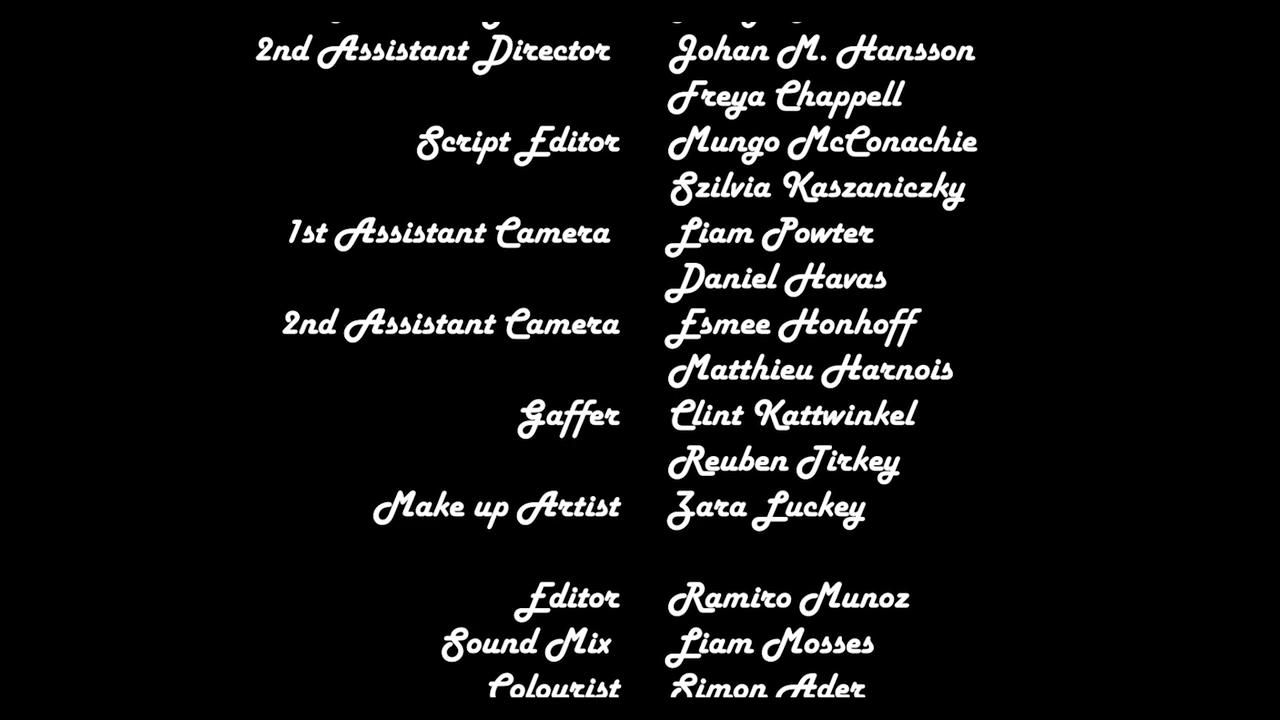 2nd Assistant Director Johan M. Hansson
Freya Chappell
Script Editor Mungo McConachie
Szilvia Kaszaniczky
1st Assistant Camera Liam Powter
Daniel Havas
2nd Assistant Camera Esmee Honhoff
Matthieu Harnois
Gaffer Clint Kattwinkel
Reuben Tirkey
Make up Artist Zara Luckey
Editor Ramiro Munoz
Sound Mix Liam Mosses
Colourist Simon Ader